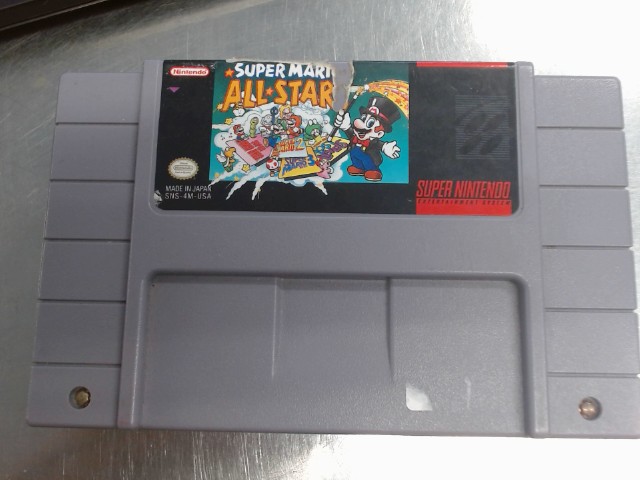 Nintendo
SUPER MARI
ALL★STAR
MADE IN JAPAN
SNS-4M-USA
SUPER NINTENDO
ENTERTAINMENT SYSTEM